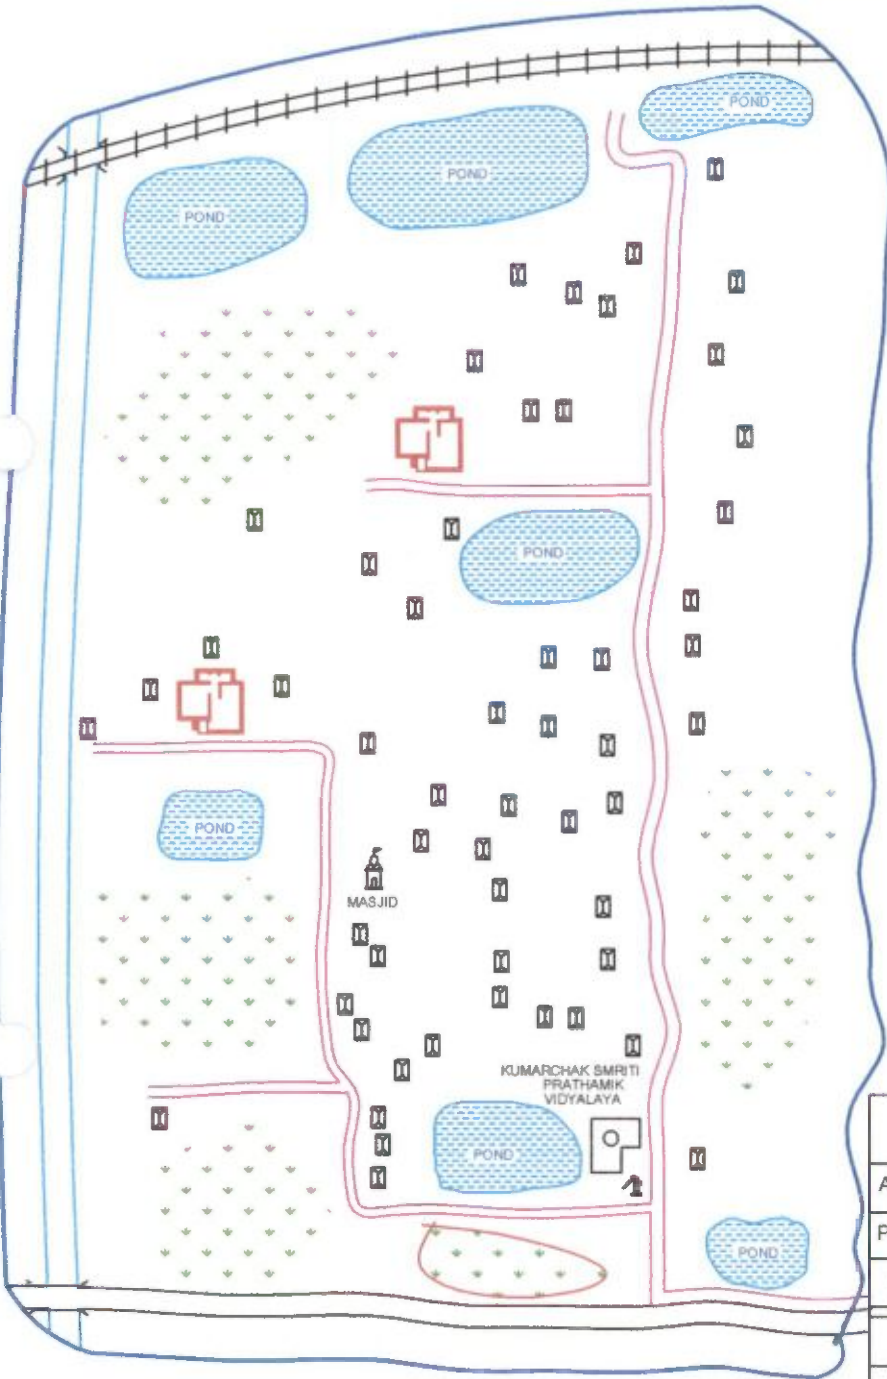 POND
POND
POND
POND
POND
MASJID
KUMARCHAK SMRITI
PRATHAMIK
VIDYALAYA
POND
POND
A
P